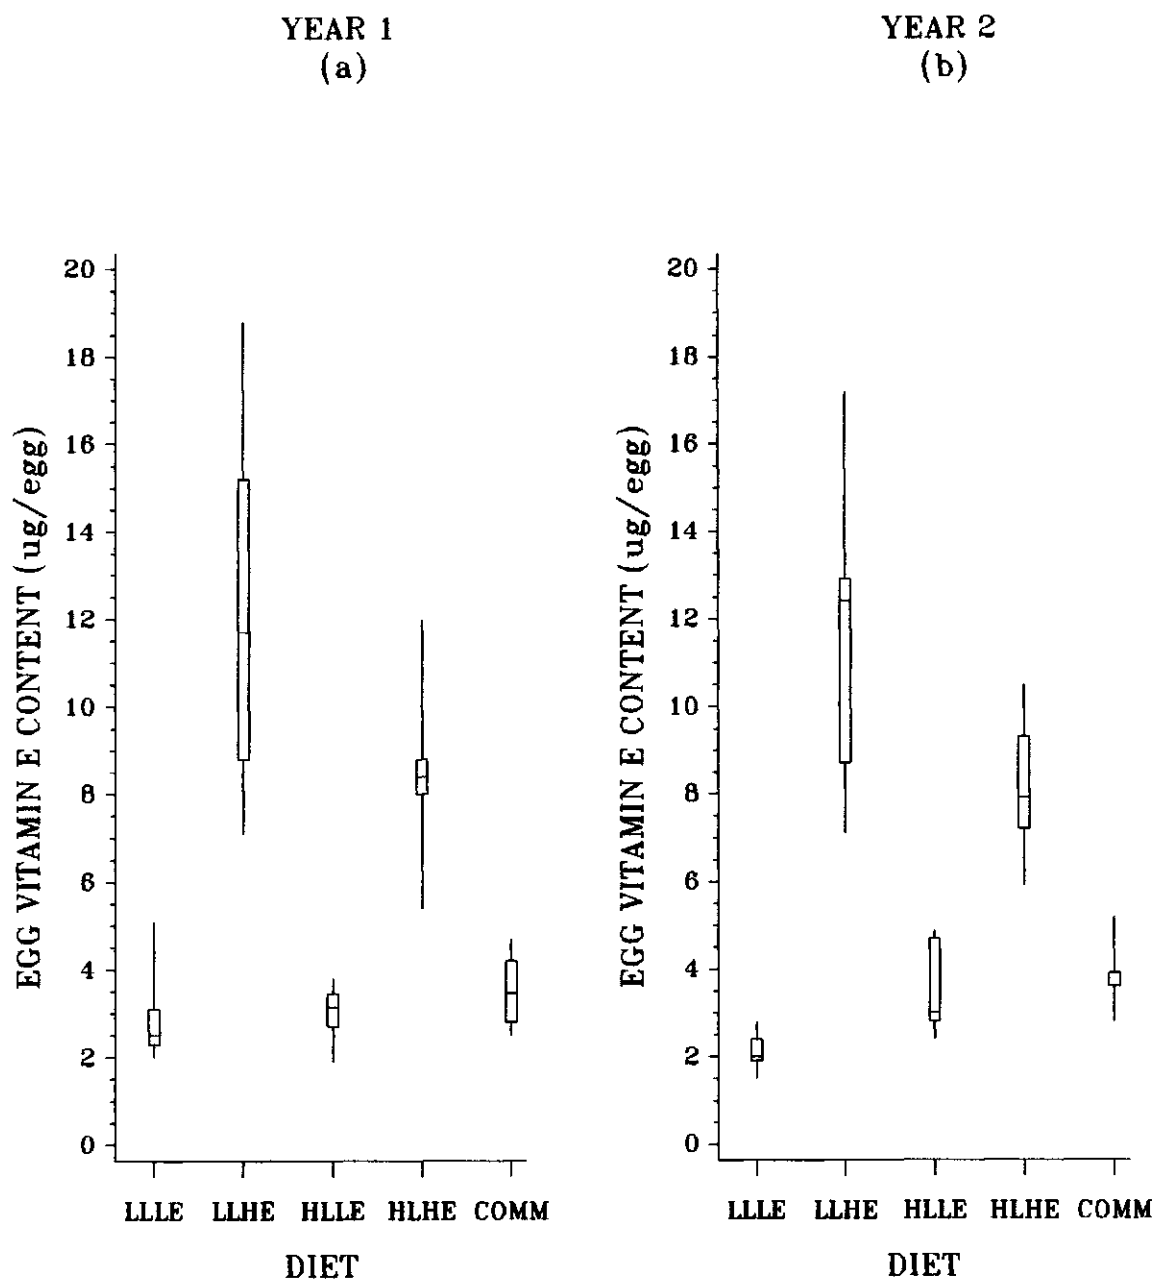 YEAR 1
(a)
EGG VITAMIN E CONTENT (ug/egg)
20
18
16
14
12
10
8
6
4
2
0
LLLE LLHE HLLE HLHE COMM
DIET
YEAR 2
(b)
EGG VITAMIN E CONTENT (ug/egg)
20
18
16
14
12
10
8
6
4
2
0
LLLE LLHE HLLE HLHE COMM
DIET